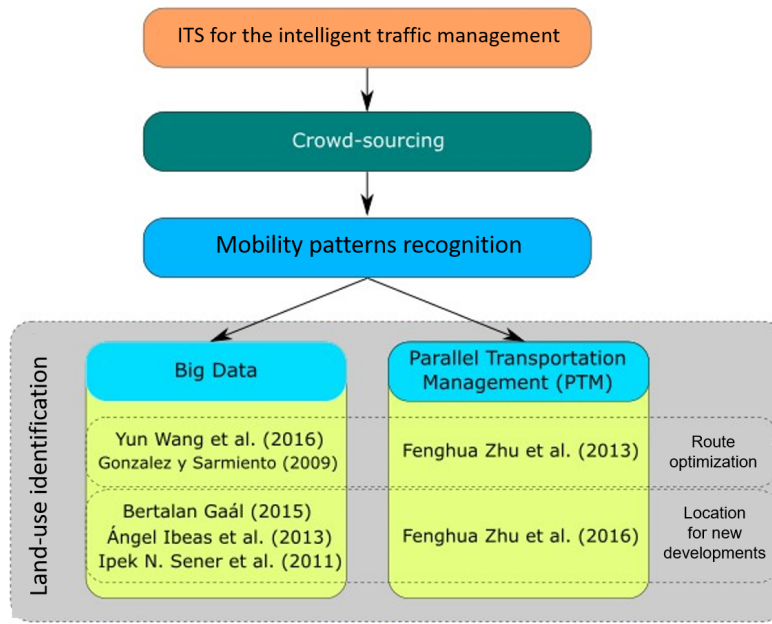 ITS for the intelligent traffic management
Crowd-sourcing
Mobility patterns recognition
Land-use identification
Big Data
Parallel Transportation
Management (PTM)
Yun Wang et al. (2016)
Gonzalez y Sarmiento (2009)
Fenghua Zhu et al. (2013)
Route
optimization
Bertalan Gaál (2015)
Ángel Ibeas et al. (2013)
Ipek N. Sener et al. (2011)
Fenghua Zhu et al. (2016)
Location
for new
developments